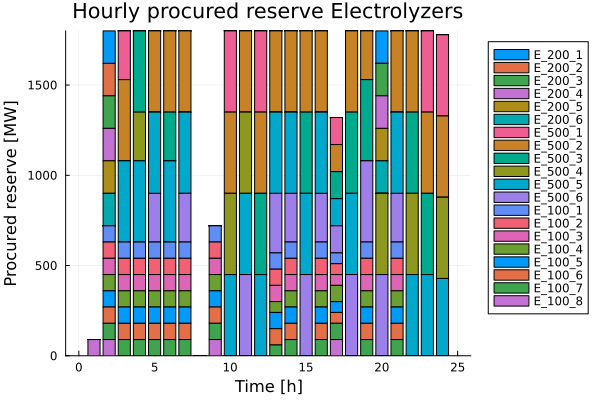 Hourly procured reserve Electrolyzers
Procured reserve [MW]
1500
1000
500
0
0 5 10 15 20 25
Time [h]
E_200_1
E_200_2
E_200_3
E_200_4
E_200_5
E_200_6
E_500_1
E_500_2
E_500_3
E_500_4
E_500_5
E_500_6
E_100_1
E_100_2
E_100_3
E_100_4
E_100_5
E_100_6
E_100_7
E_100_8